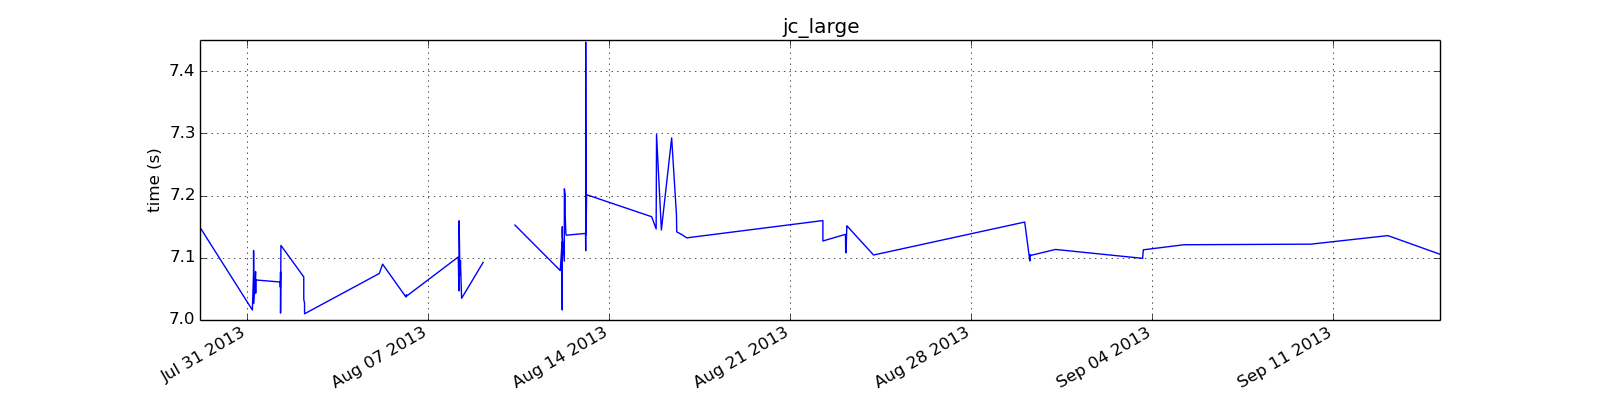 jc_large
time (s)
7.4
7.3
7.2
7.1
7.0
Jul 31 2013
Aug 07 2013
Aug 14 2013
Aug 21 2013
Aug 28 2013
Sep 04 2013
Sep 11 2013